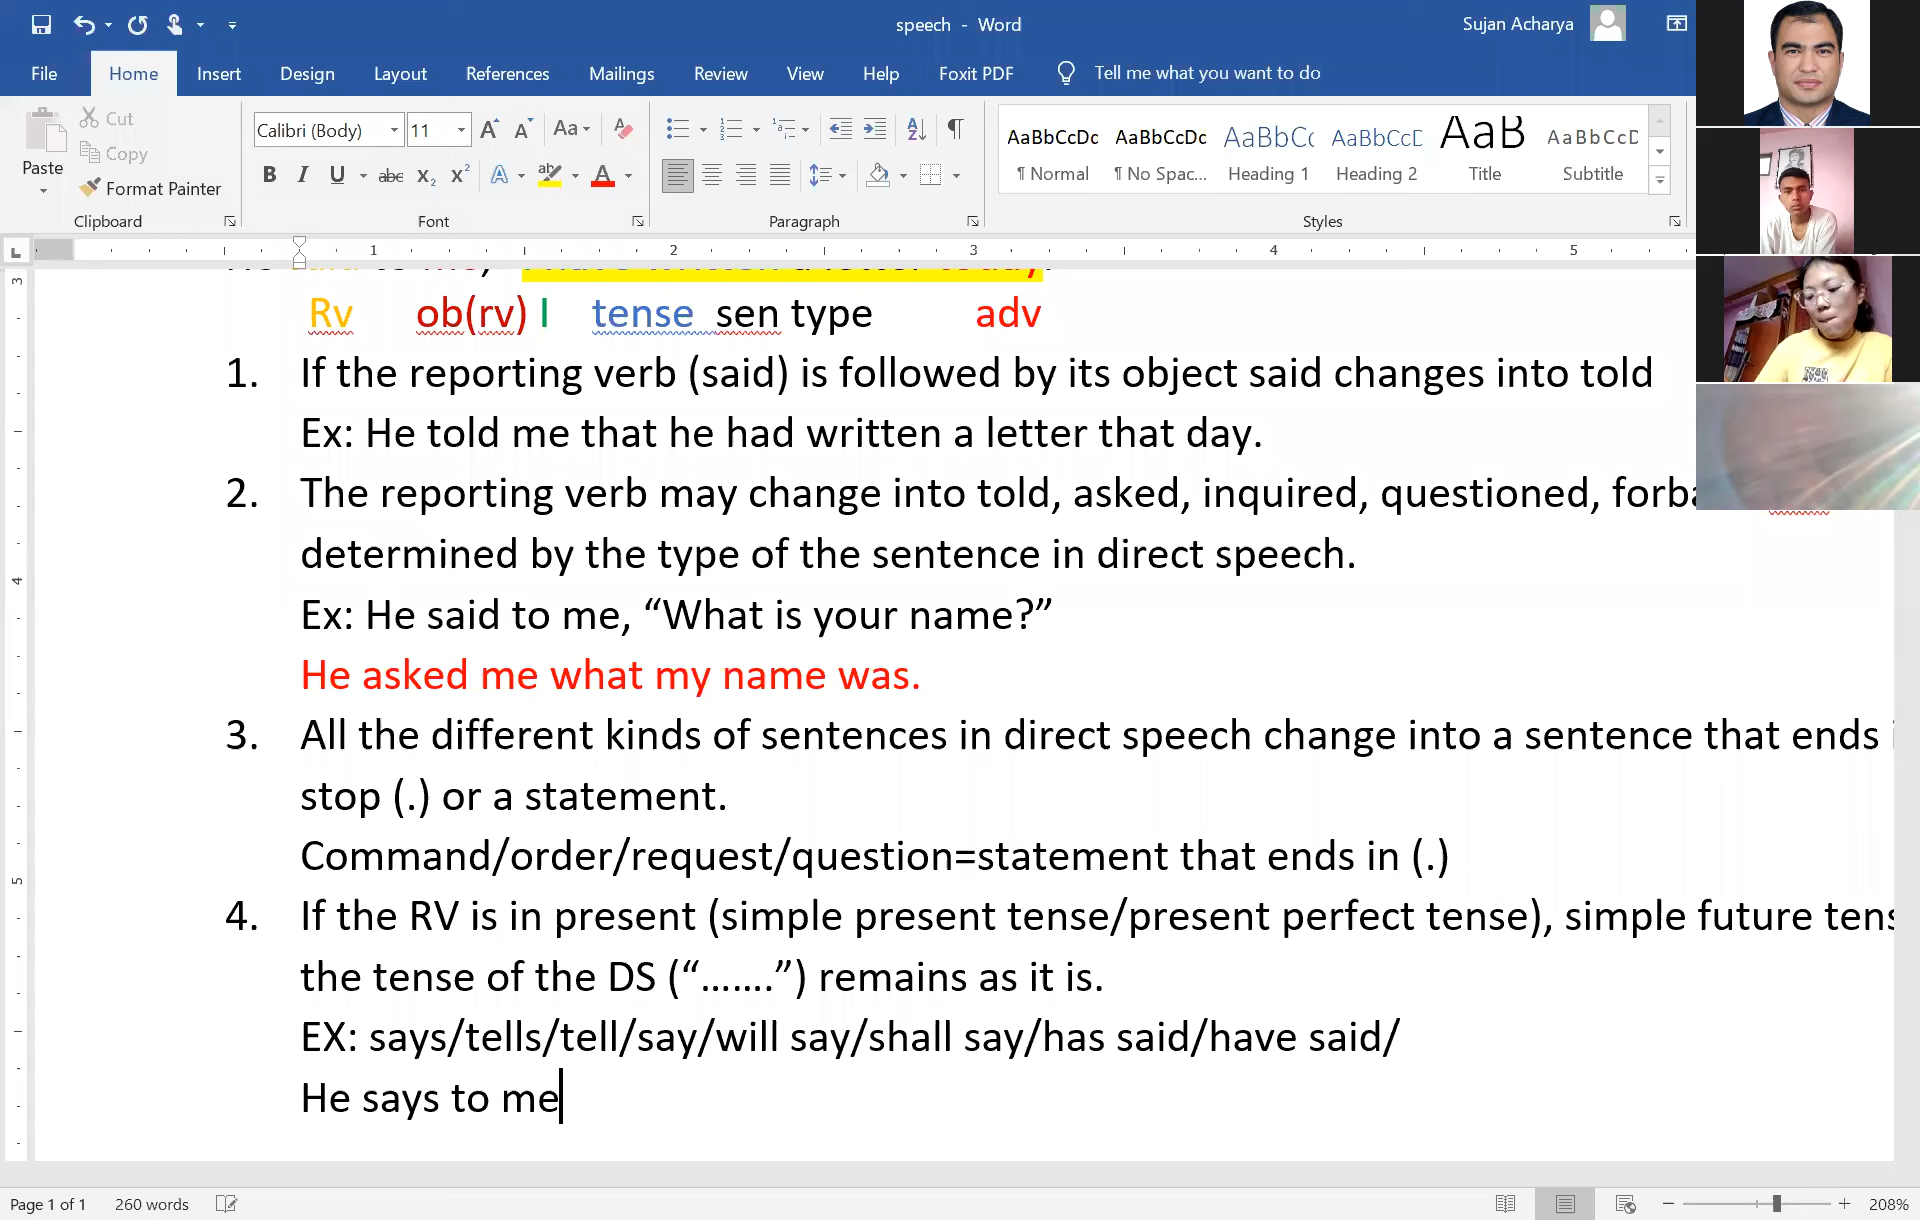 speech - Word
Sujan Acharya
File Home Insert Design Layout References Mailings Review View Help Foxit PDF Tell me what you want to do
Paste
Cut
Copy
Format Painter
Clipboard
Calibri (Body) 11
Font
Paragraph
AaBbCcDc AaBbCcDc AaBbCc AaBbCcD AaB AaBbCcD
¶ Normal ¶ No Spac... Heading 1 Heading 2 Title Subtitle
Styles
1 2 3 4 5
Rv ob(rv) I tense sen type adv
1. If the reporting verb (said) is followed by its object said changes into told
Ex: He told me that he had written a letter that day.
2. The reporting verb may change into told, asked, inquired, questioned,
determined by the type of the sentence in direct speech.
Ex: He said to me, “What is your name?”
He asked me what my name was.
3. All the different kinds of sentences in direct speech change into a sentence that ends
stop (.) or a statement.
Command/order/request/question=statement that ends in (.)
4. If the RV is in present (simple present tense/present perfect tense), simple future
the tense of the DS (“…….”) remains as it is.
EX: says/tells/tell/say/will say/shall say/has said/have said/
He says to me
Page 1 of 1 260 words 208%